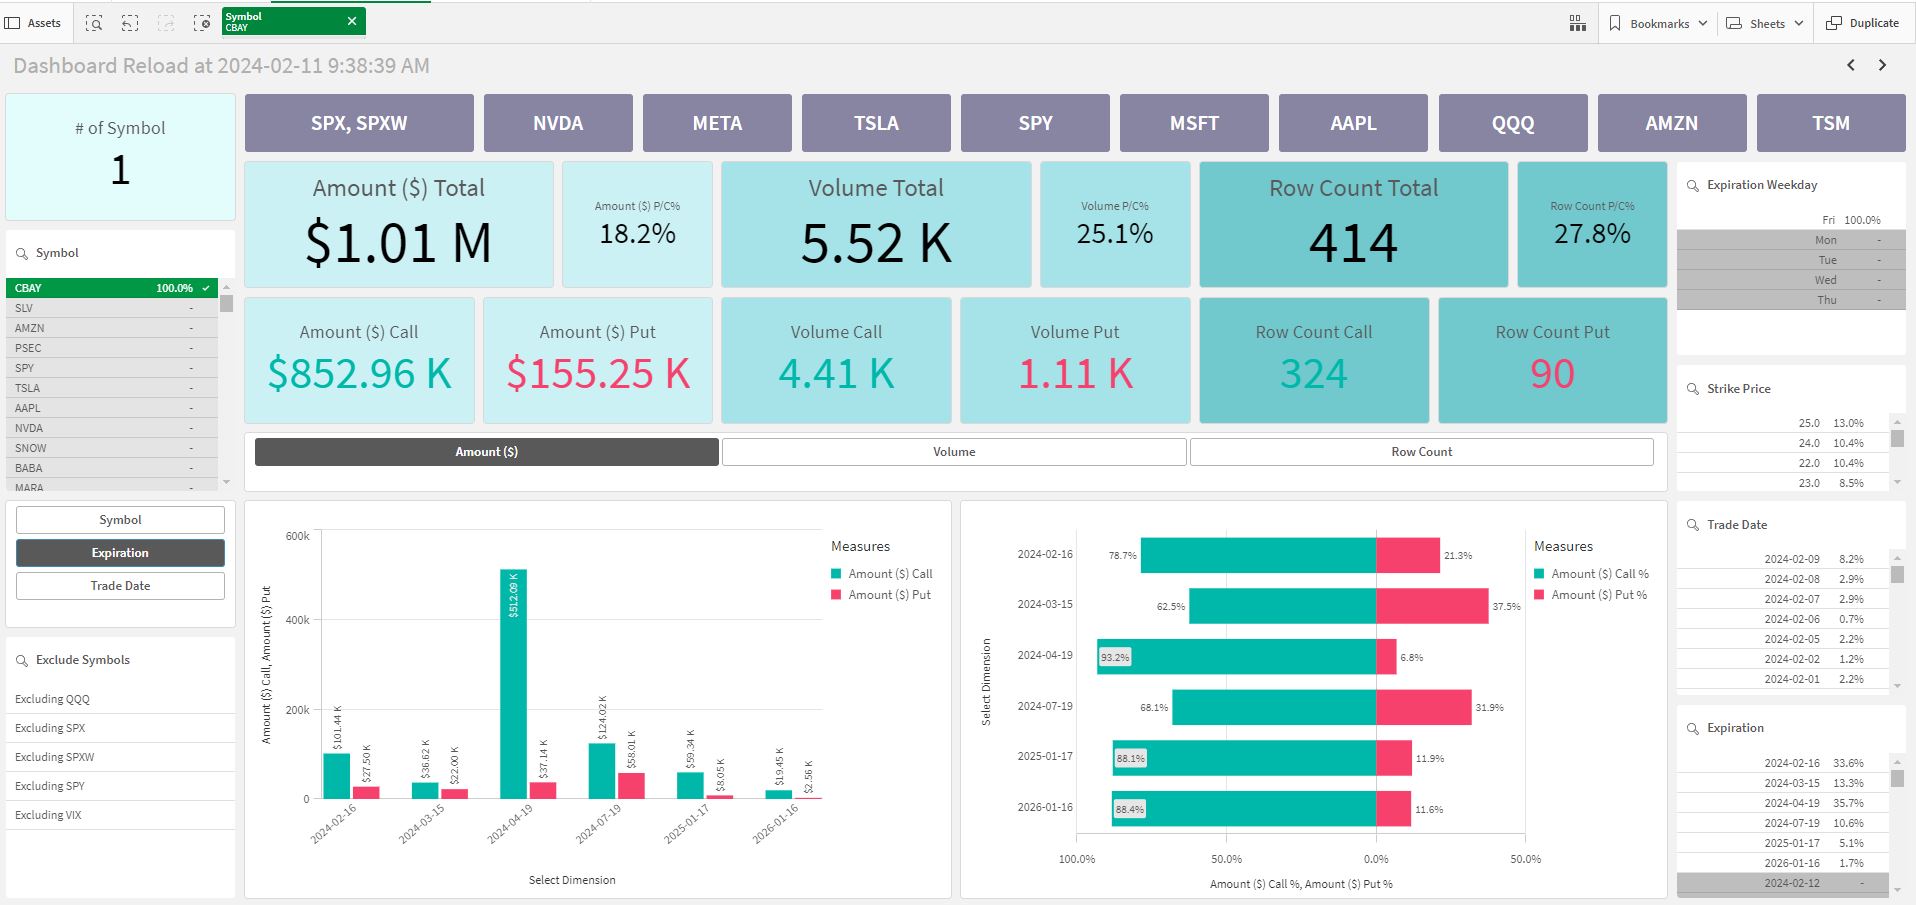 Assets
Symbol
CBAY
Bookmarks
Sheets
Duplicate
Dashboard Reload at 2024-02-11 9:38:39 AM
# of Symbol
1
SPX, SPXW
NVDA
META
TSLA
SPY
MSFT
AAPL
QQQ
AMZN
TSM
Amount ($) Total
$1.01 M
Amount ($) P/C%
18.2%
Volume Total
5.52 K
Volume P/C%
25.1%
Row Count Total
414
Row Count P/C%
27.8%
Expiration Weekday
Fri 100.0%
Mon -
Tue -
Wed -
Thu -
Symbol
CBAY 100.0%
SLV -
AMZN -
PSEC -
SPY -
TSLA -
AAPL -
NVDA -
SNOW -
BABA -
MARA -
Amount ($) Call
$852.96 K
Amount ($) Put
$155.25 K
Volume Call
4.41 K
Volume Put
1.11 K
Row Count Call
324
Row Count Put
90
Strike Price
25.0 13.0%
24.0 10.4%
22.0 10.4%
23.0 8.5%
Amount ($)
Volume
Row Count
Symbol
Expiration
Trade Date
Exclude Symbols
Excluding QQQ
Excluding SPX
Excluding SPXW
Excluding SPY
Excluding VIX
600k
400k
200k
0
Amount ($) Call, Amount ($) Put
$101.44 K
$27.50 K
$36.62 K
$22.00 K
$512.09 K
$37.14 K
$124.02 K
$58.01 K
$59.34 K
$8.05 K
$19.45 K
$2.56 K
2024-02-16
2024-03-15
2024-04-19
2024-07-19
2025-01-17
2026-01-16
Select Dimension
Measures
Amount ($) Call
Amount ($) Put
Select Dimension
2024-02-16 78.7% 21.3%
2024-03-15 62.5% 37.5%
2024-04-19 93.2% 6.8%
2024-07-19 68.1% 31.9%
2025-01-17 88.1% 11.9%
2026-01-16 88.4% 11.6%
100.0% 50.0% 0.0% 50.0%
Amount ($) Call %, Amount ($) Put %
Measures
Amount ($) Call %
Amount ($) Put %
Trade Date
2024-02-09 8.2%
2024-02-08 2.9%
2024-02-07 2.9%
2024-02-06 0.7%
2024-02-05 2.2%
2024-02-02 1.2%
2024-02-01 2.2%
Expiration
2024-02-16 33.6%
2024-03-15 13.3%
2024-04-19 35.7%
2024-07-19 10.6%
2025-01-17 5.1%
2026-01-16 1.7%
2024-02-12 -